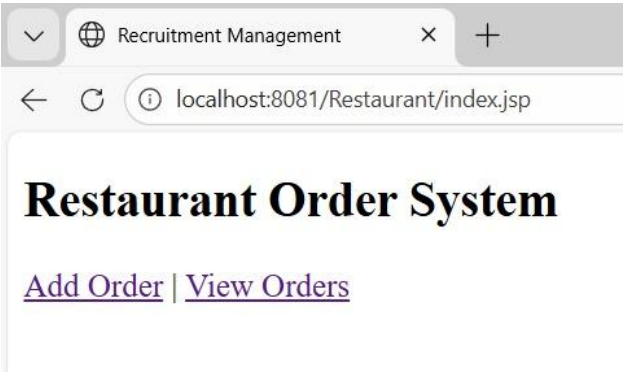 Recruitment Management
localhost:8081/Restaurant/index.jsp
Restaurant Order System
Add Order | View Orders